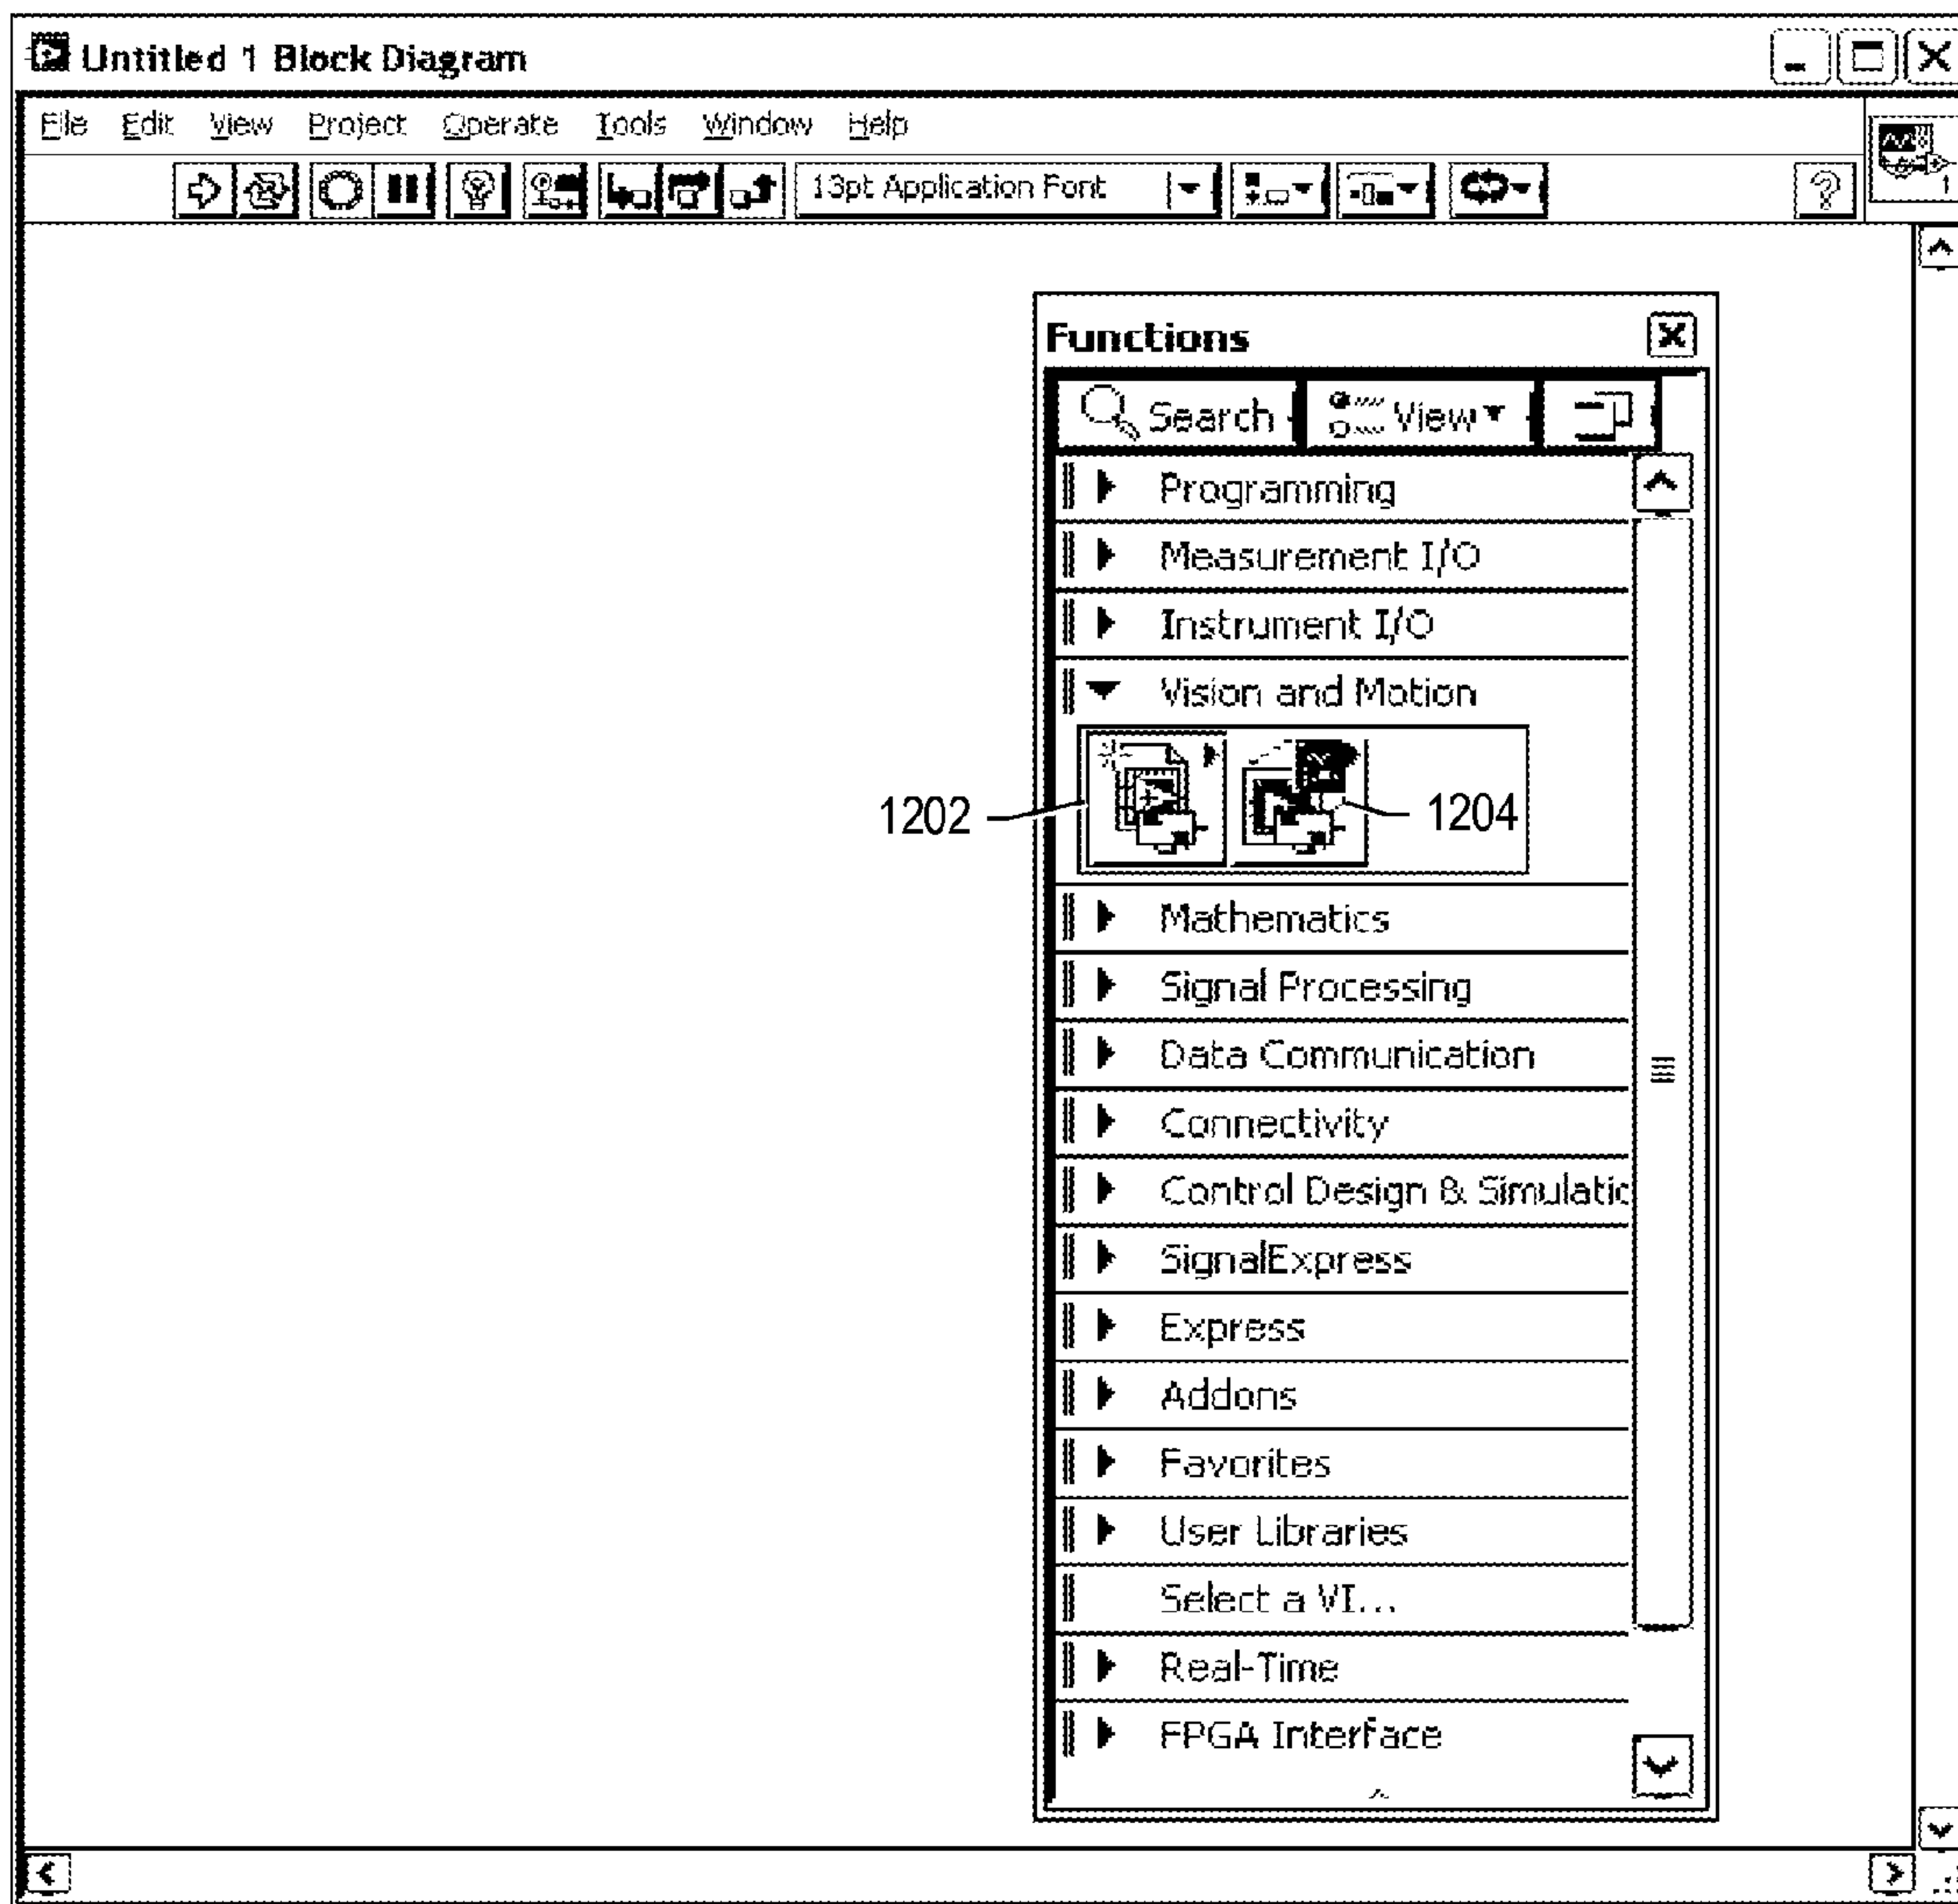 Untitled 1 Block Diagram
File Edit View Project Operate Tools Window Help
13pt Application Font
1
Functions
Search View
Programming
Measurement I/O
Instrument I/O
Vision and Motion
1202
1204
Mathematics
Signal Processing
Data Communication
Connectivity
Control Design & Simulatic
SignalExpress
Express
Addons
Favorites
User Libraries
Select a VI...
Real-Time
FPGA Interface